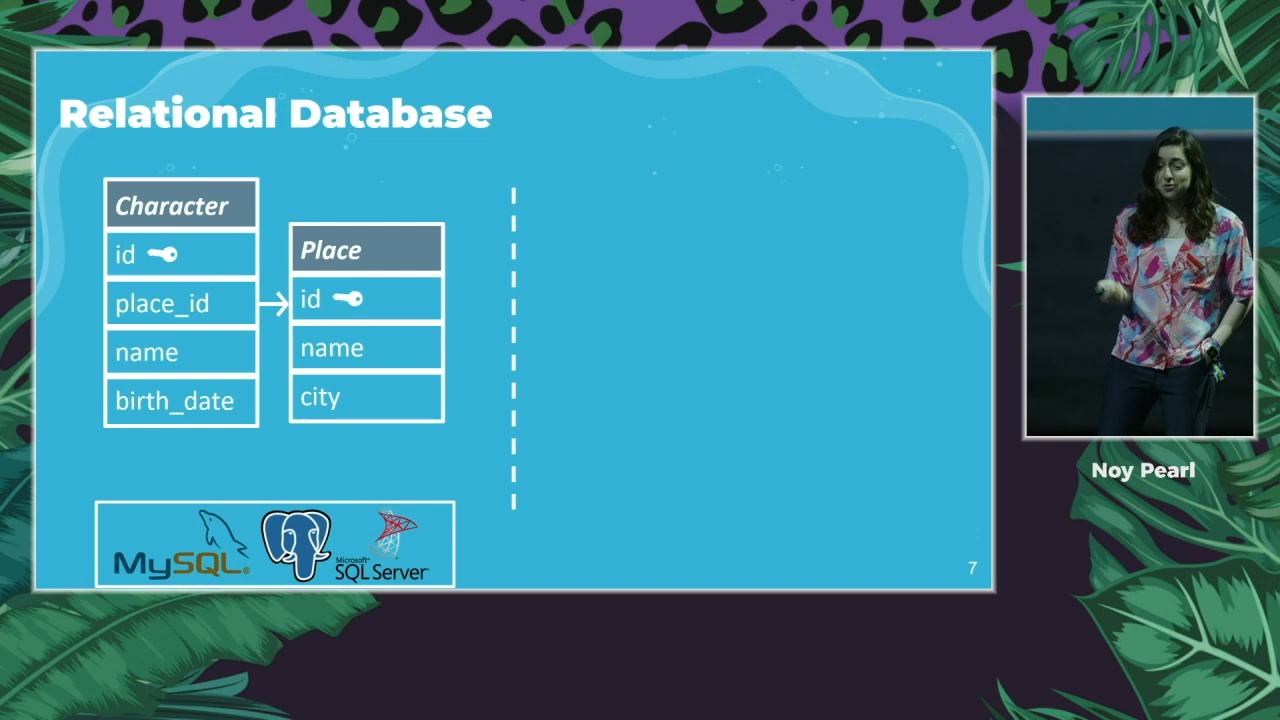 Relational Database
Character
id
place_id
name
birth_date
Place
id
name
city
MySQL®
Microsoft®
SQL Server
7
Noy Pearl